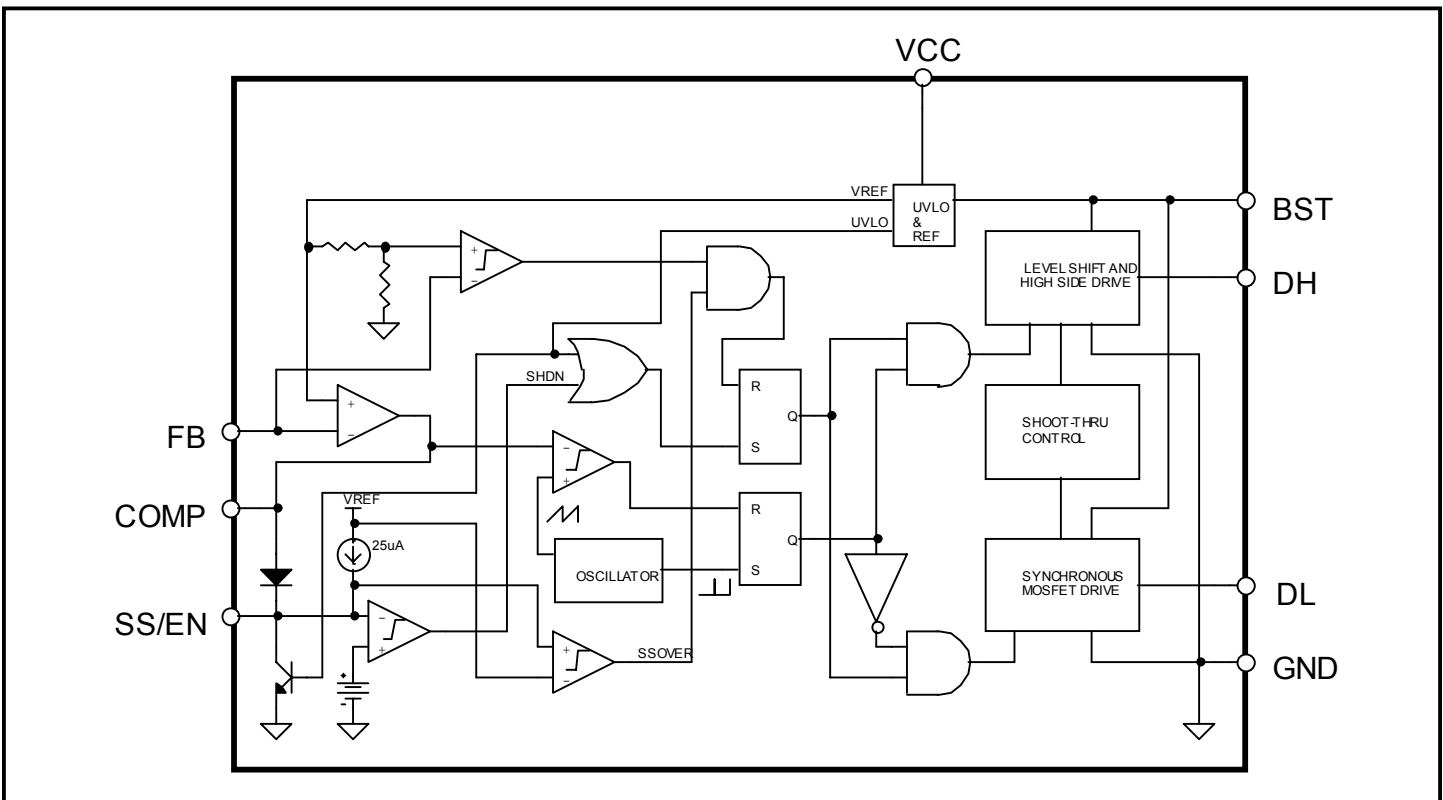 VCC
VREF
UVLO
UVLO
&
REF
BST
LEVEL SHIFT AND
HIGH SIDE DRIVE
DH
+
-
SHDN
R
Q
S
SHOOT-THRU
CONTROL
+
-
FB
-
+
COMP
VREF
25uA
R
Q
S
OSCILLATOR
SYNCHRONOUS
MOSFET DRIVE
DL
SS/EN
-
+
+
-
SSOVER
+
-
GND